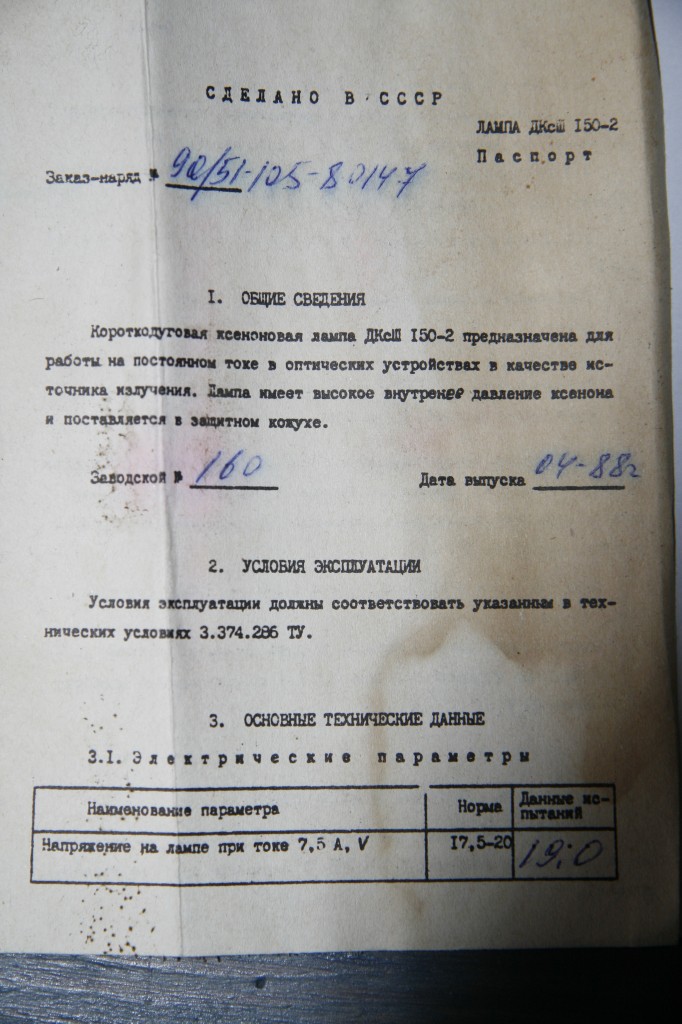 СДЕЛАНО В СССР
ЛАМПА ДКсШ 150-2
Паспорт
Заказ-наряд № 90/51-105-80147
1. ОБЩИЕ СВЕДЕНИЯ
Короткодуговая ксеноновая лампа ДКсШ 150-2 предназначена для
работы на постоянном токе в оптических устройствах в качестве ис-
точника излучения. Лампа имеет высокое внутренее давление ксенона
и поставляется в защитном кожухе.
Заводской № 160 Дата выпуска 04-88г
2. УСЛОВИЯ ЭКСПЛУАТАЦИИ
Условия эксплуатации должны соответствовать указанным в тех-
нических условиях 3.374.286 ТУ.
3. ОСНОВНЫЕ ТЕХНИЧЕСКИЕ ДАННЫЕ
3.1. Электрические параметры
Наименование параметра Норма Данные ис-
пытаний
Напряжение на лампе при токе 7,5 А, V 17,5-20 19,0